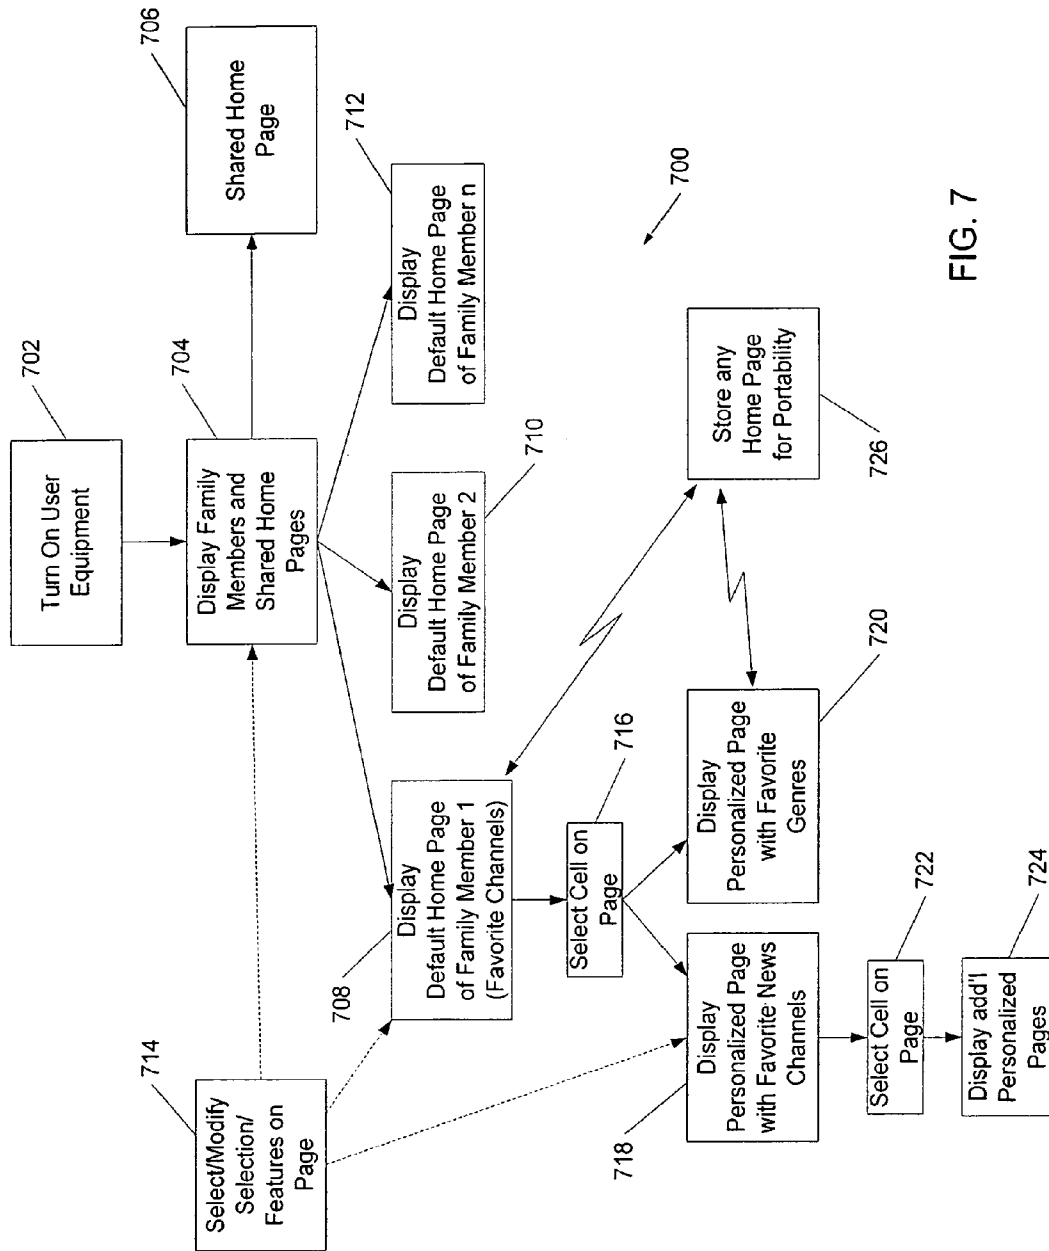 702
Turn On User
Equipment
714
Select/Modify
Selection/
Features on
Page
704
Display Family
Members and
Shared Home
Pages
706
Shared Home
Page
708
Display
Default Home Page
of Family Member 1
(Favorite Channels)
Display
Default Home Page
of Family Member 2
710
Display
Default Home Page
of Family Member n
712
Select Cell on
Page
716
718
Display
Personalized Page
with Favorite News
Channels
Display
Personalized Page
with Favorite
Genres
720
Store any
Home Page
for Portability
726
700
Select Cell on
Page
722
Display add'l
Personalized
Pages
724
FIG. 7